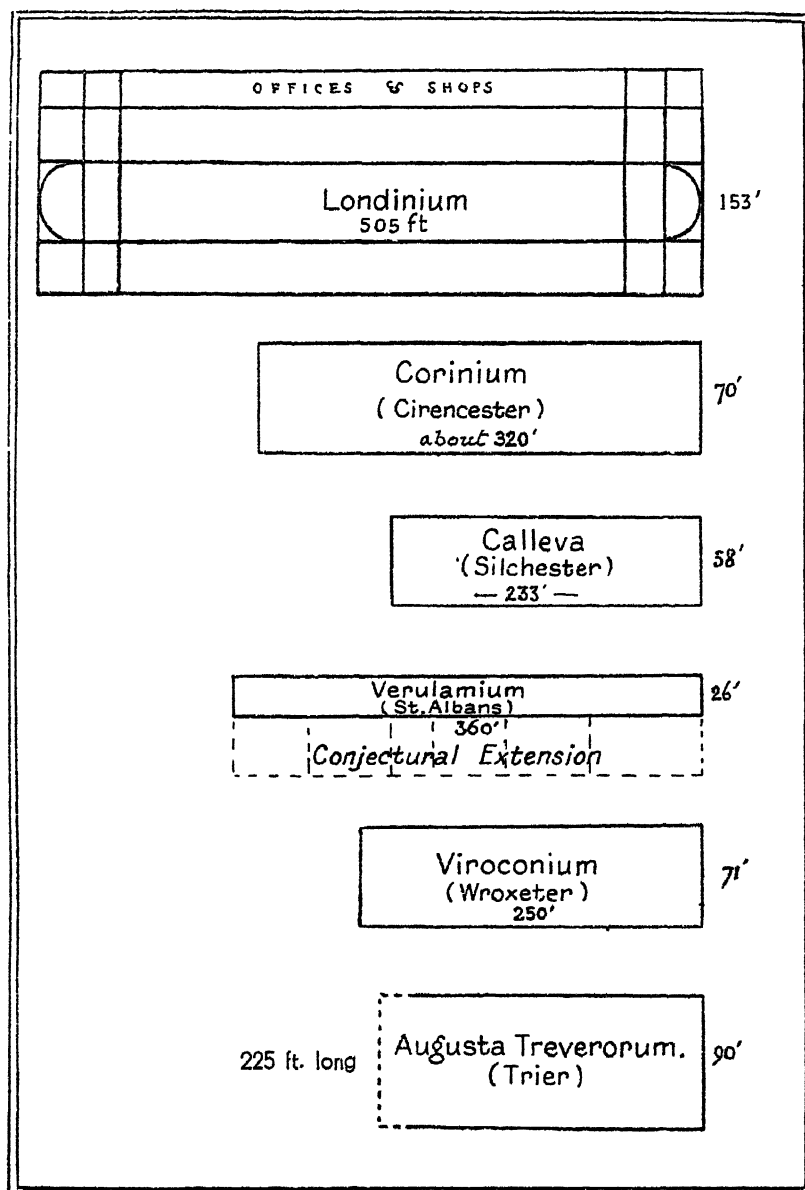 OFFICES & SHOPS
Londinium
505 ft
153'
Corinium
(Cirencester)
about 320'
70'
Calleva
(Silchester)
— 233' —
58'
Verulamium
(St. Albans)
360'
26'
Conjectural Extension
Viroconium
(Wroxeter)
250'
71'
225 ft. long
Augusta Treverorum.
(Trier)
90'